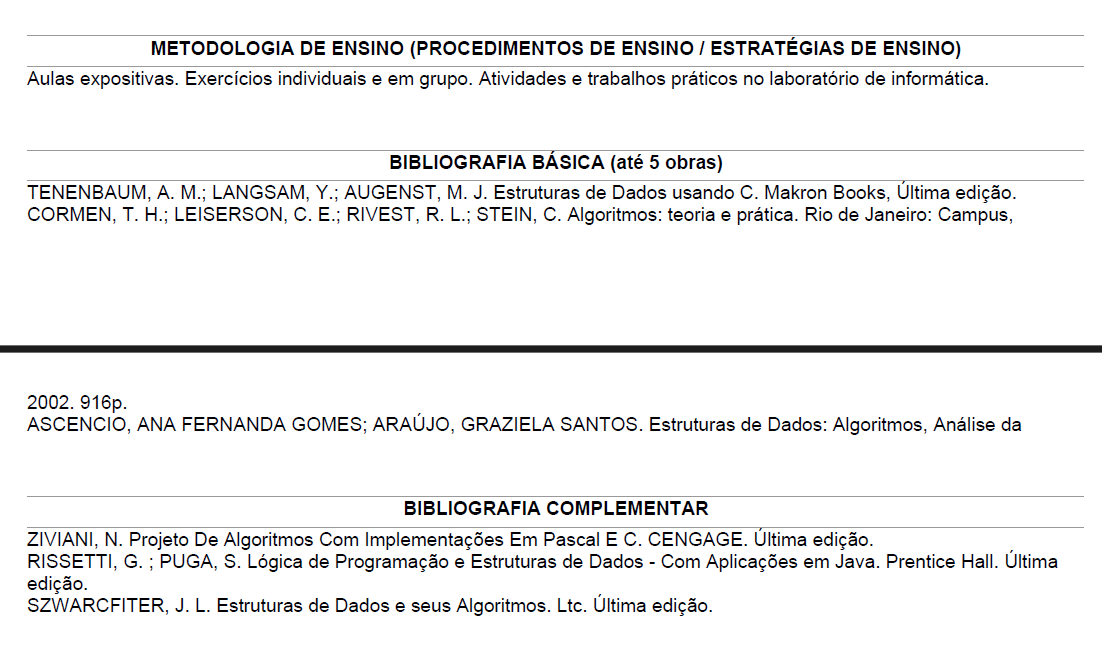 METODOLOGIA DE ENSINO (PROCEDIMENTOS DE ENSINO / ESTRATÉGIAS DE ENSINO)
Aulas expositivas. Exercícios individuais e em grupo. Atividades e trabalhos práticos no laboratório de informática.
BIBLIOGRAFIA BÁSICA (até 5 obras)
TENENBAUM, A. M.; LANGSAM, Y.; AUGENST, M. J. Estruturas de Dados usando C. Makron Books, Última edição.
CORMEN, T. H.; LEISERSON, C. E.; RIVEST, R. L.; STEIN, C. Algoritmos: teoria e prática. Rio de Janeiro: Campus,
2002. 916p.
ASCENCIO, ANA FERNANDA GOMES; ARAÚJO, GRAZIELA SANTOS. Estruturas de Dados: Algoritmos, Análise da
BIBLIOGRAFIA COMPLEMENTAR
ZIVIANI, N. Projeto De Algoritmos Com Implementações Em Pascal E C. CENGAGE. Última edição.
RISSETTI, G. ; PUGA, S. Lógica de Programação e Estruturas de Dados - Com Aplicações em Java. Prentice Hall. Última
edição.
SZWARCFITER, J. L. Estruturas de Dados e seus Algoritmos. Ltc. Última edição.